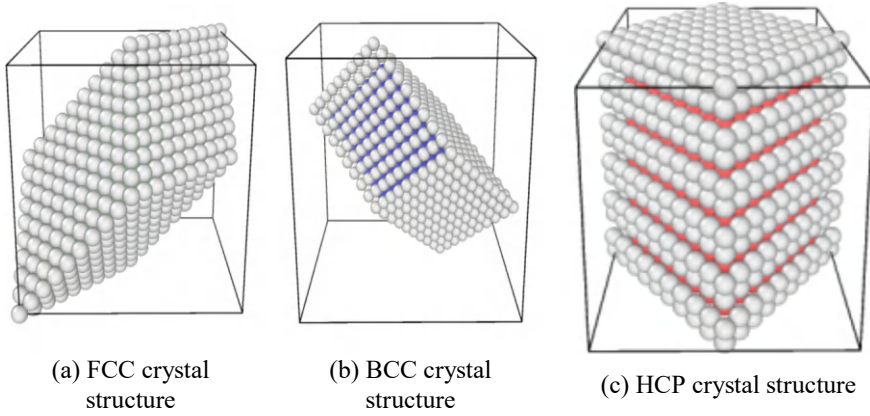 (a) FCC crystal
structure
(b) BCC crystal
structure
(c) HCP crystal structure